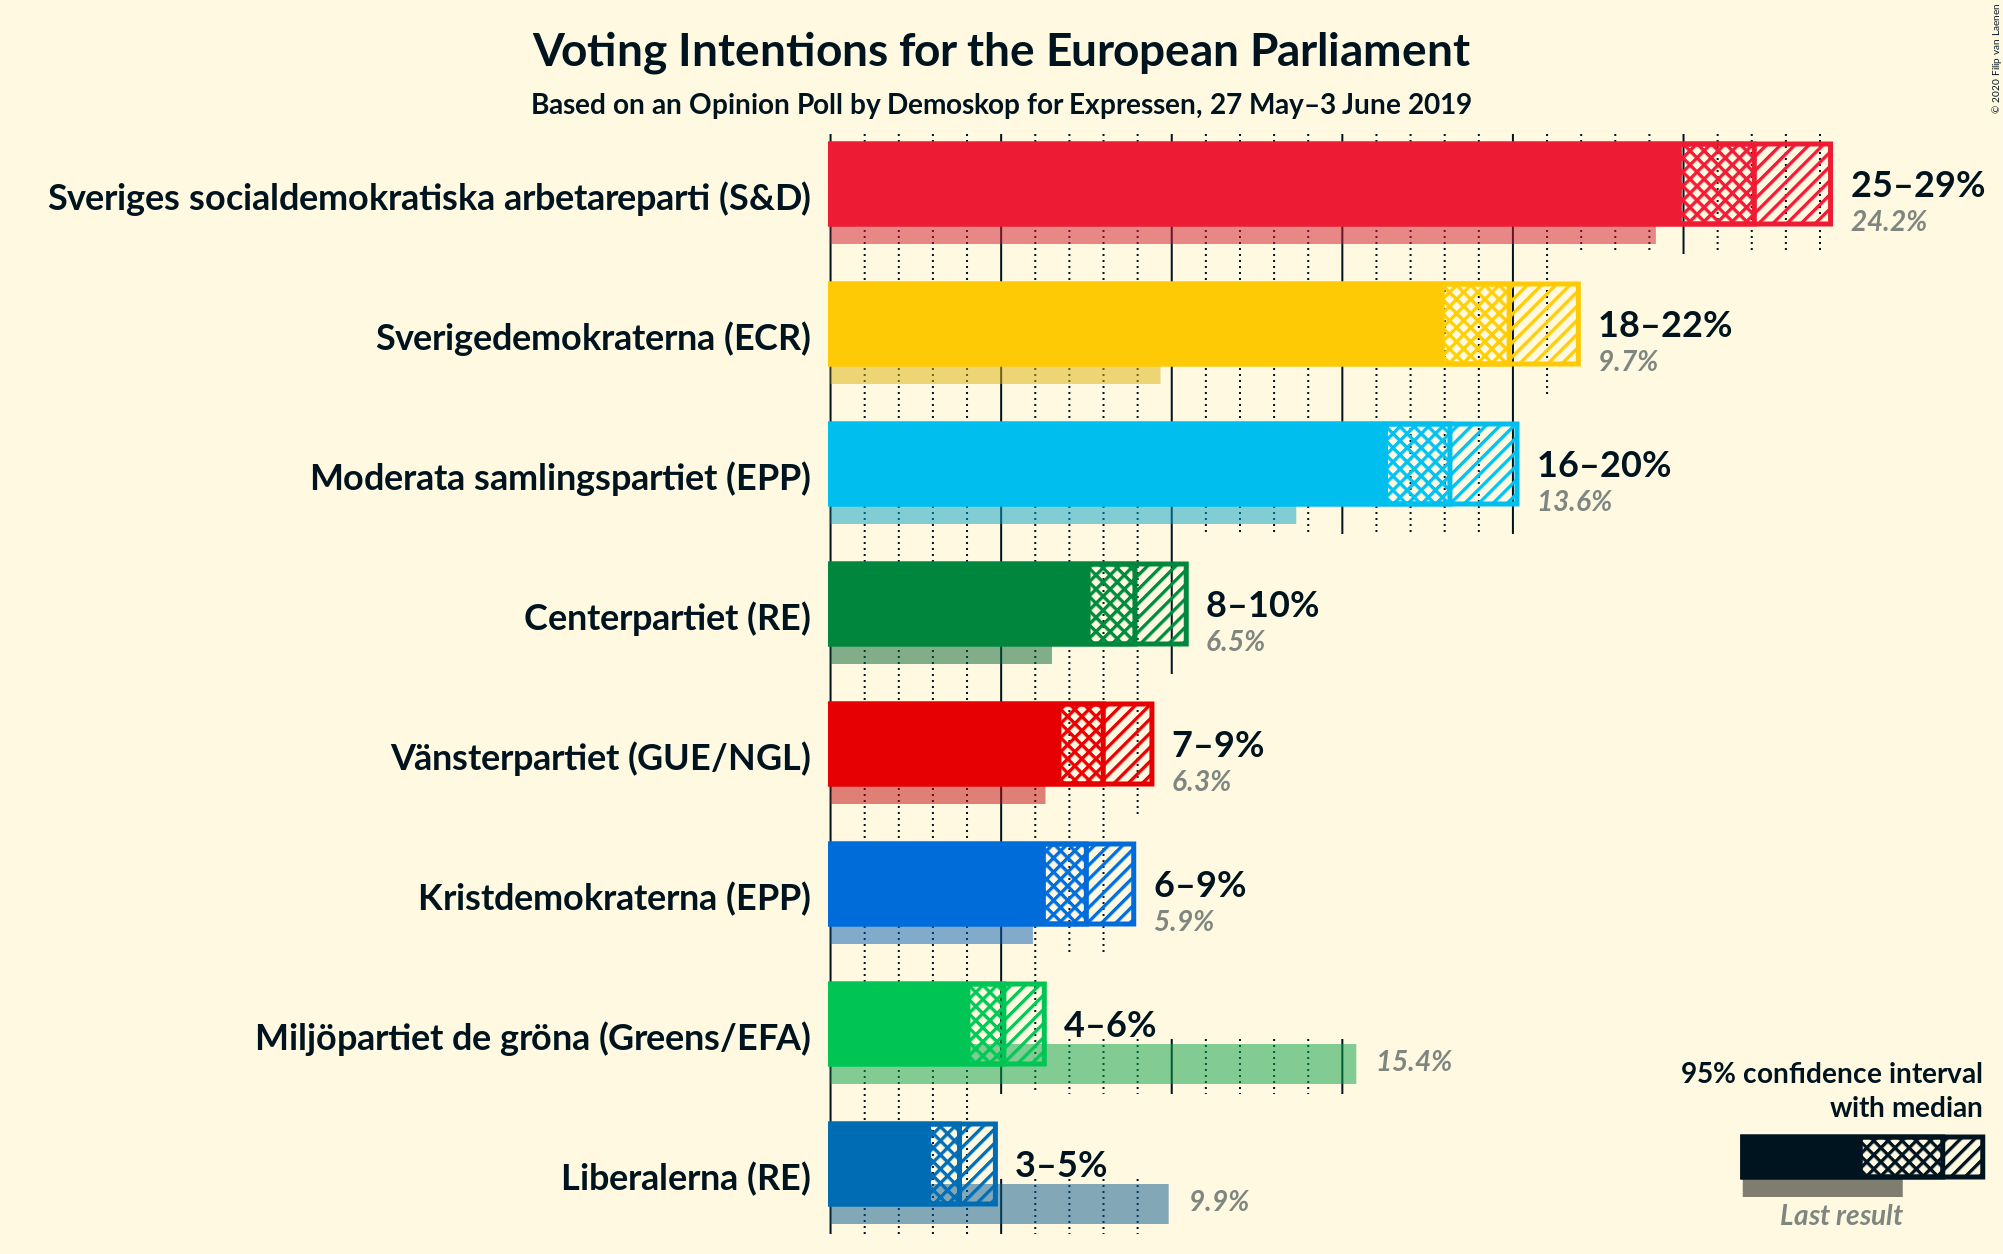 Voting Intentions for the European Parliament
Based on an Opinion Poll by Demoskop for Expressen, 27 May–3 June 2019
© 2020 Filip van Laenen
Sveriges socialdemokratiska arbetareparti (S&D)
25–29%
24.2%
Sverigedemokraterna (ECR)
18–22%
9.7%
Moderata samlingspartiet (EPP)
16–20%
13.6%
Centerpartiet (RE)
8–10%
6.5%
Vänsterpartiet (GUE/NGL)
7–9%
6.3%
Kristdemokraterna (EPP)
6–9%
5.9%
Miljöpartiet de gröna (Greens/EFA)
4–6%
15.4%
Liberalerna (RE)
3–5%
9.9%
95% confidence interval
with median
Last result